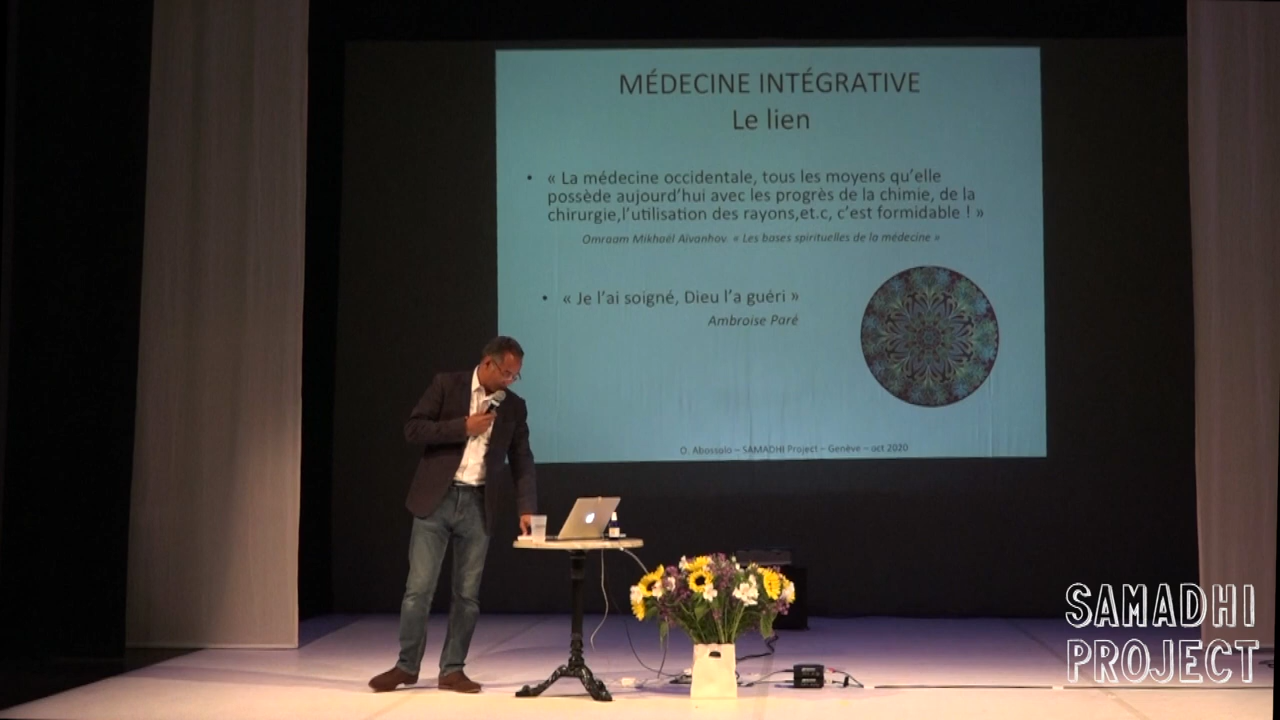 MÉDECINE INTÉGRATIVE
Le lien
• « La médecine occidentale, tous les moyens qu'elle
possède aujourd'hui avec les progrès de la chimie, de la
chirurgie,l'utilisation des rayons,et.c, c'est formidable ! »
Omraam Mikhaël Aïvanhov. « Les bases spirituelles de la médecine »
• « Je l'ai soigné, Dieu l'a guéri »
Ambroise Paré
O. Abossolo – SAMADHI Project – Genève – oct 2020
SAMADHI
PROJECT